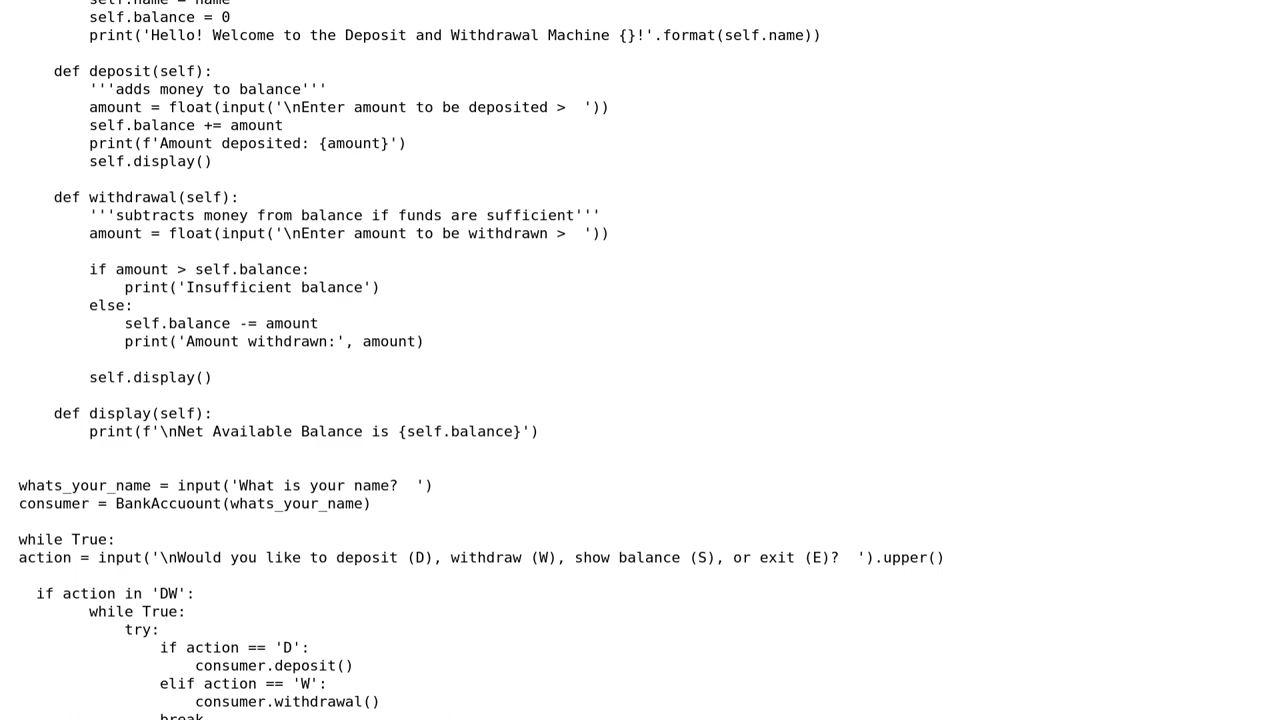 self.name = name
        self.balance = 0
        print('Hello! Welcome to the Deposit and Withdrawal Machine {}!'.format(self.name))

    def deposit(self):
        '''adds money to balance'''
        amount = float(input('\nEnter amount to be deposited >  '))
        self.balance += amount
        print(f'Amount deposited: {amount}')
        self.display()

    def withdrawal(self):
        '''subtracts money from balance if funds are sufficient'''
        amount = float(input('\nEnter amount to be withdrawn >  '))

        if amount > self.balance:
            print('Insufficient balance')
        else:
            self.balance -= amount
            print('Amount withdrawn:', amount)

        self.display()

    def display(self):
        print(f'\nNet Available Balance is {self.balance}')


whats_your_name = input('What is your name?  ')
consumer = BankAccuount(whats_your_name)

while True:
action = input('\nWould you like to deposit (D), withdraw (W), show balance (S), or exit (E)?  ').upper()

  if action in 'DW':
        while True:
            try:
                if action == 'D':
                    consumer.deposit()
                elif action == 'W':
                    consumer.withdrawal()
                break